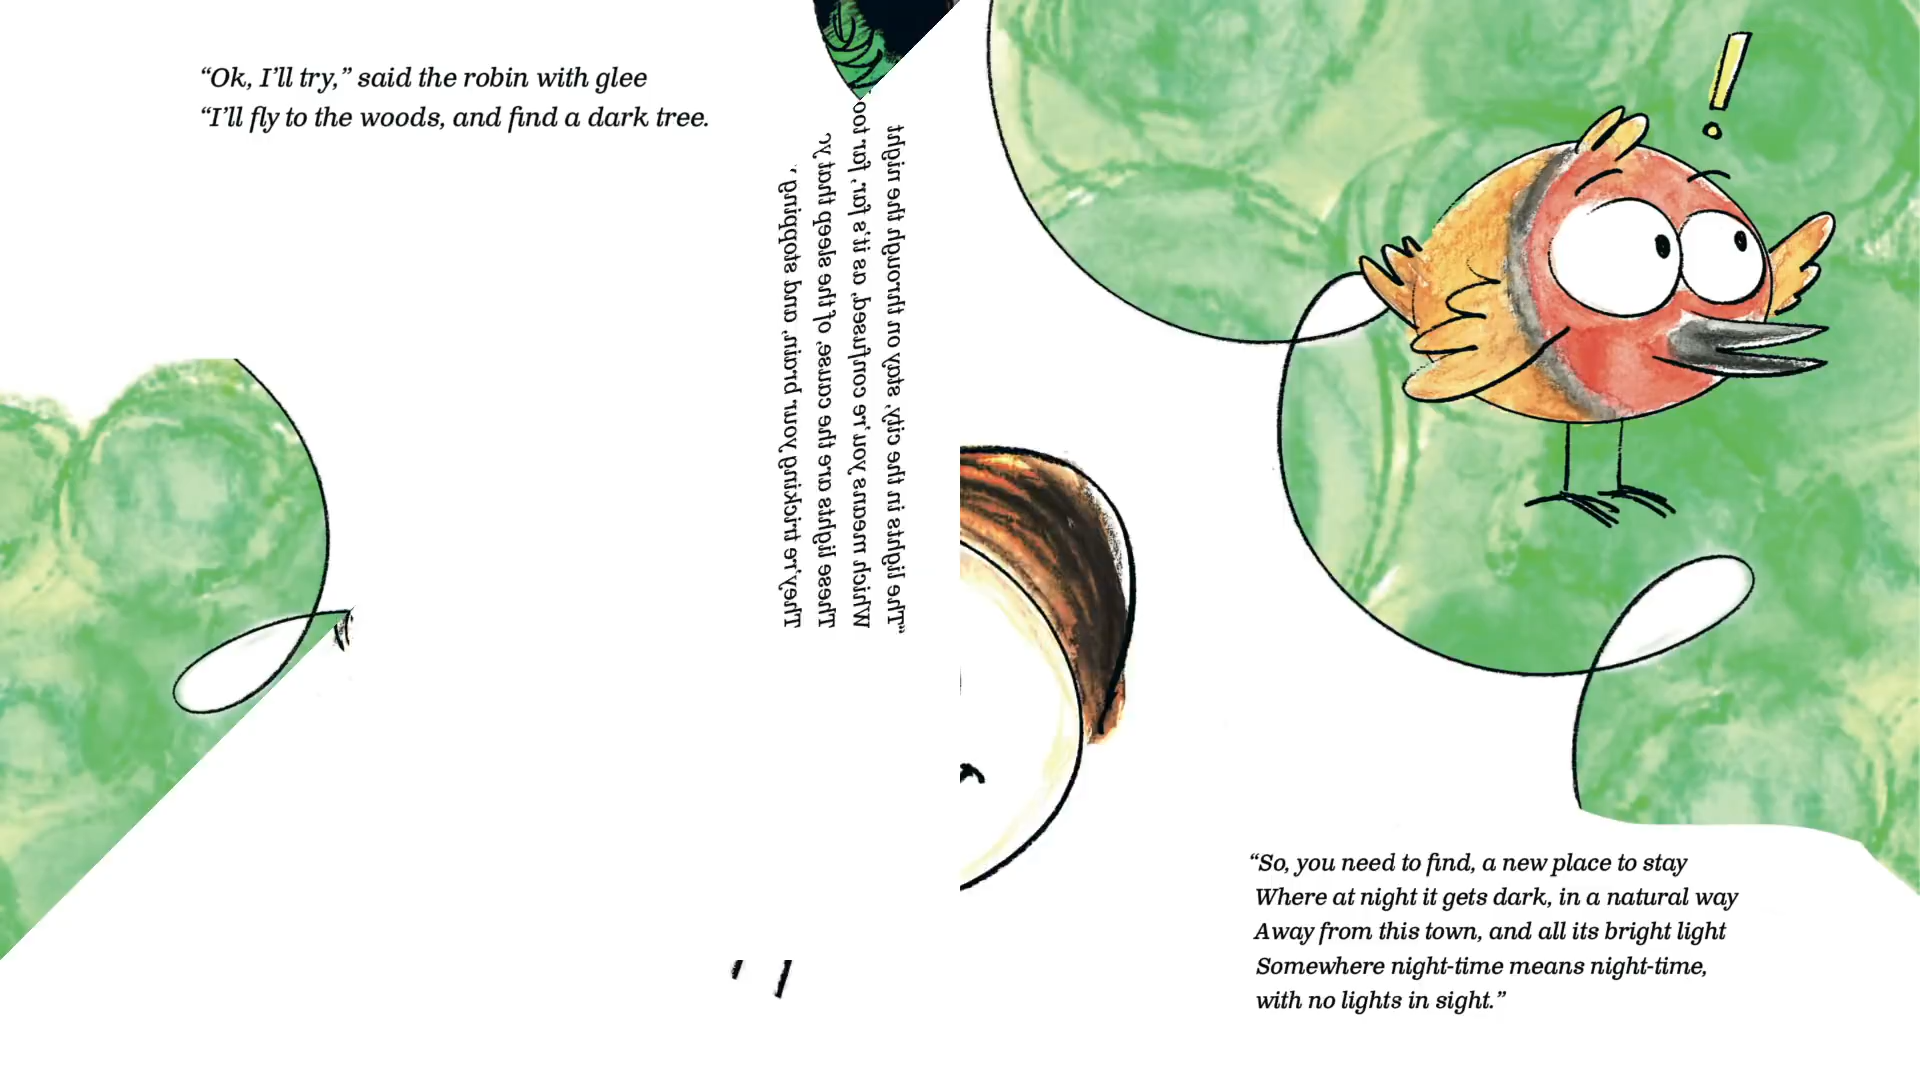 “Ok, I’ll try,” said the robin with glee
“I’ll fly to the woods, and find a dark tree.
“The lights in the city, stay on through the night
Which means you’re confused, as it’s far, far too
These lights are the cause, of the sleep that
They’re tricking your brain, and stopping
“So, you need to find, a new place to stay
Where at night it gets dark, in a natural way
Away from this town, and all its bright light
Somewhere night-time means night-time,
with no lights in sight.”